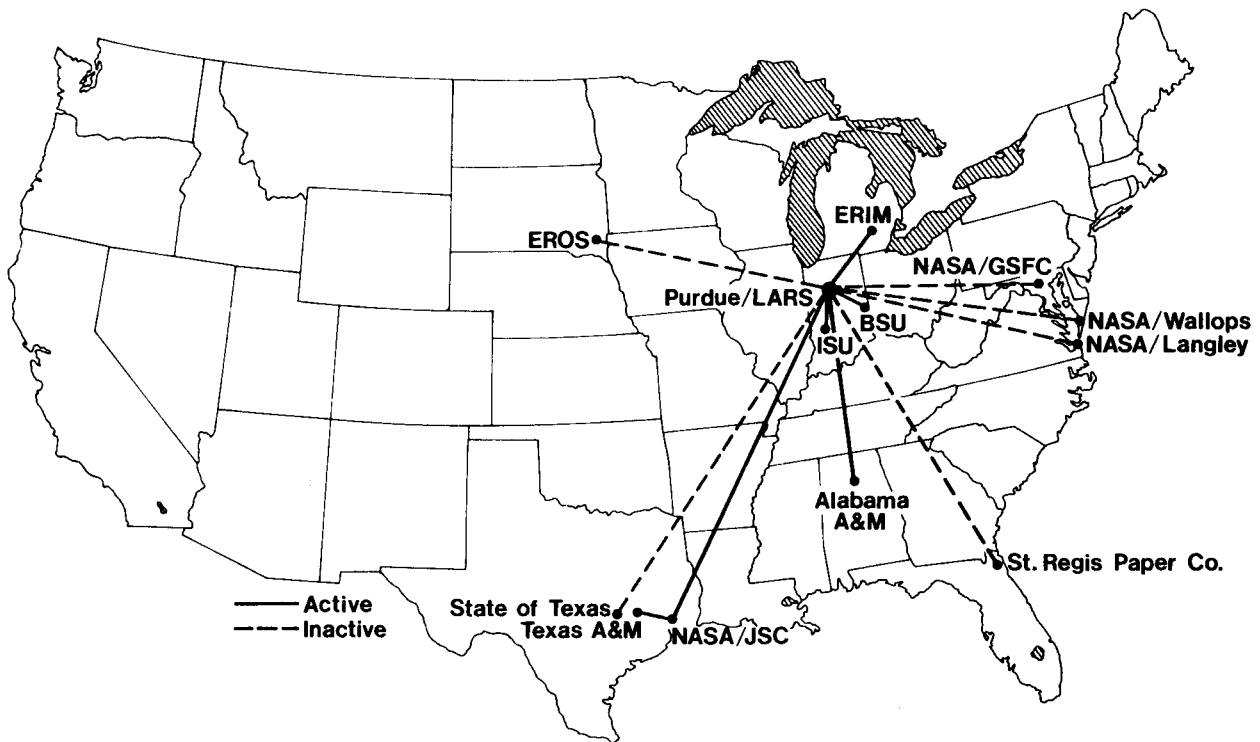 ERIM
EROS
NASA/GSFC
Purdue/LARS
BSU
NASA/Wallops
ISU
NASA/Langley
Alabama
A&M
St. Regis Paper Co.
Active
Inactive
State of Texas
Texas A&M
NASA/JSC